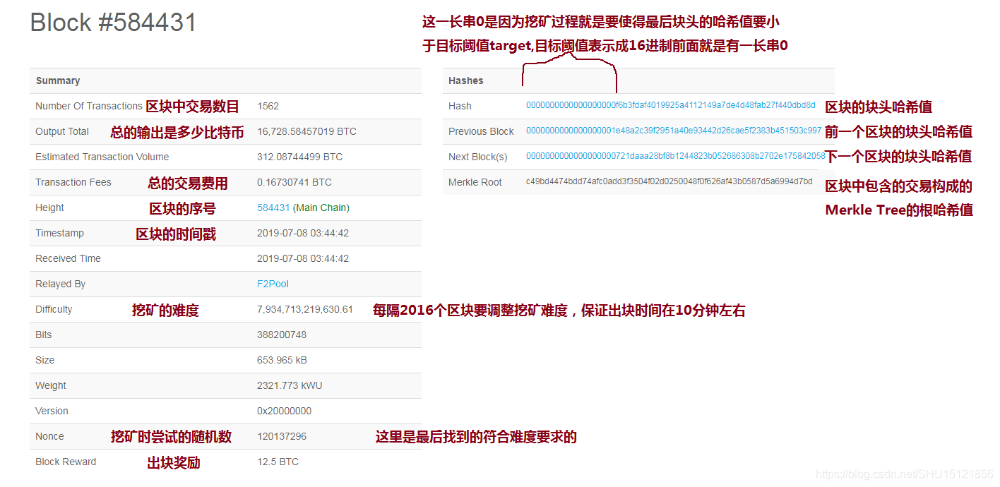 Block #584431
这一长串0是因为挖矿过程就是要使得最后块头的哈希值要小
于目标阈值target,目标阈值表示成16进制前面就是有一长串0
Summary
Number Of Transactions 区块中交易数目 1562
Output Total 总的输出是多少比特币 16,728.58457019 BTC
Estimated Transaction Volume 312.08744499 BTC
Transaction Fees 总的交易费用 0.16730741 BTC
Height 区块的序号 584431 (Main Chain)
Timestamp 区块的时间戳 2019-07-08 03:44:42
Received Time 2019-07-08 03:44:42
Relayed By F2Pool
Difficulty 挖矿的难度 7,934,713,219,630.61 每隔2016个区块要调整挖矿难度，保证出块时间在10分钟左右
Bits 388200748
Size 653.965 kB
Weight 2321.773 kWU
Version 0x20000000
Nonce 挖矿时尝试的随机数 120137296 这里是最后找到的符合难度要求的
Block Reward 出块奖励 12.5 BTC
Hashes
Hash 0000000000000000000f6b3fdaf4019925a4112149a7de4d48fab27f440dbd8d 区块的块头哈希值
Previous Block 0000000000000000001e48a2c39f2951a40e93442d26cae5f2383b451503c997 前一个区块的块头哈希值
Next Block(s) 0000000000000000000721daaa28bf8b1244823b052686308b2702e175842058 下一个区块的块头哈希值
Merkle Root c49bd4474bdd74afc0add3f3504f02d0250048f0f626af43b0587d5a6994d7bd 区块中包含的交易构成的
Merkle Tree的根哈希值
https://blog.csdn.net/SHU15121856